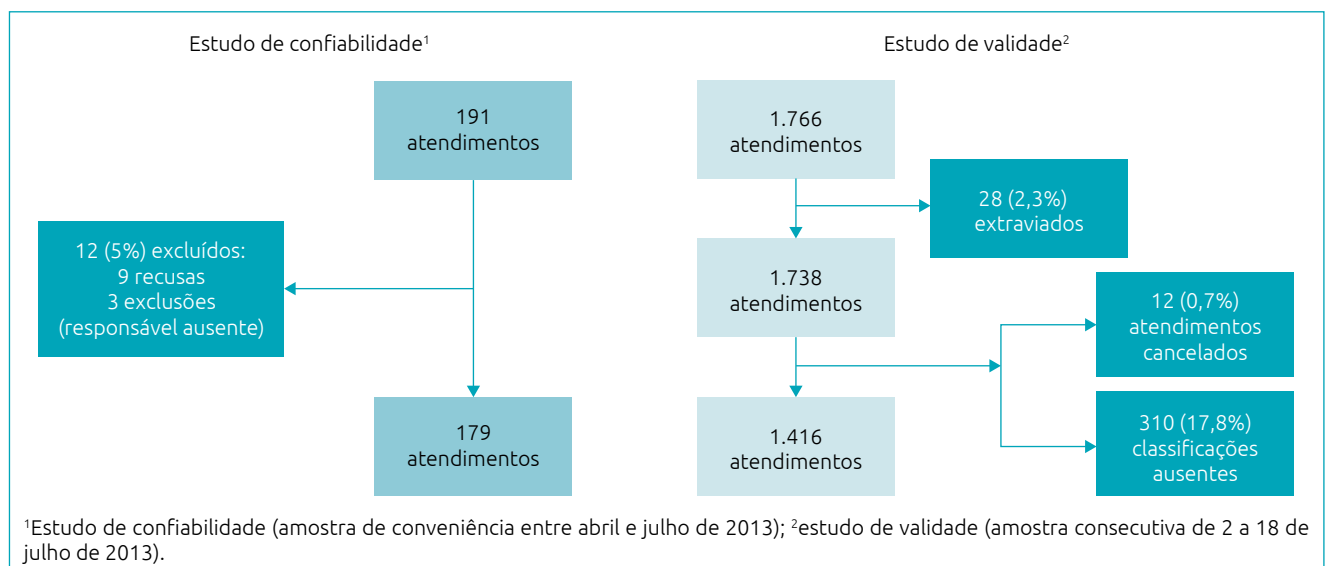 Estudo de confiabilidade¹
191
atendimentos
12 (5%) excluídos:
9 recusas
3 exclusões
(responsável ausente)
179
atendimentos
Estudo de validade²
1.766
atendimentos
28 (2,3%)
extraviados
1.738
atendimentos
12 (0,7%)
atendimentos
cancelados
310 (17,8%)
classificações
ausentes
1.416
atendimentos
¹Estudo de confiabilidade (amostra de conveniência entre abril e julho de 2013); ²estudo de validade (amostra consecutiva de 2 a 18 de
julho de 2013).